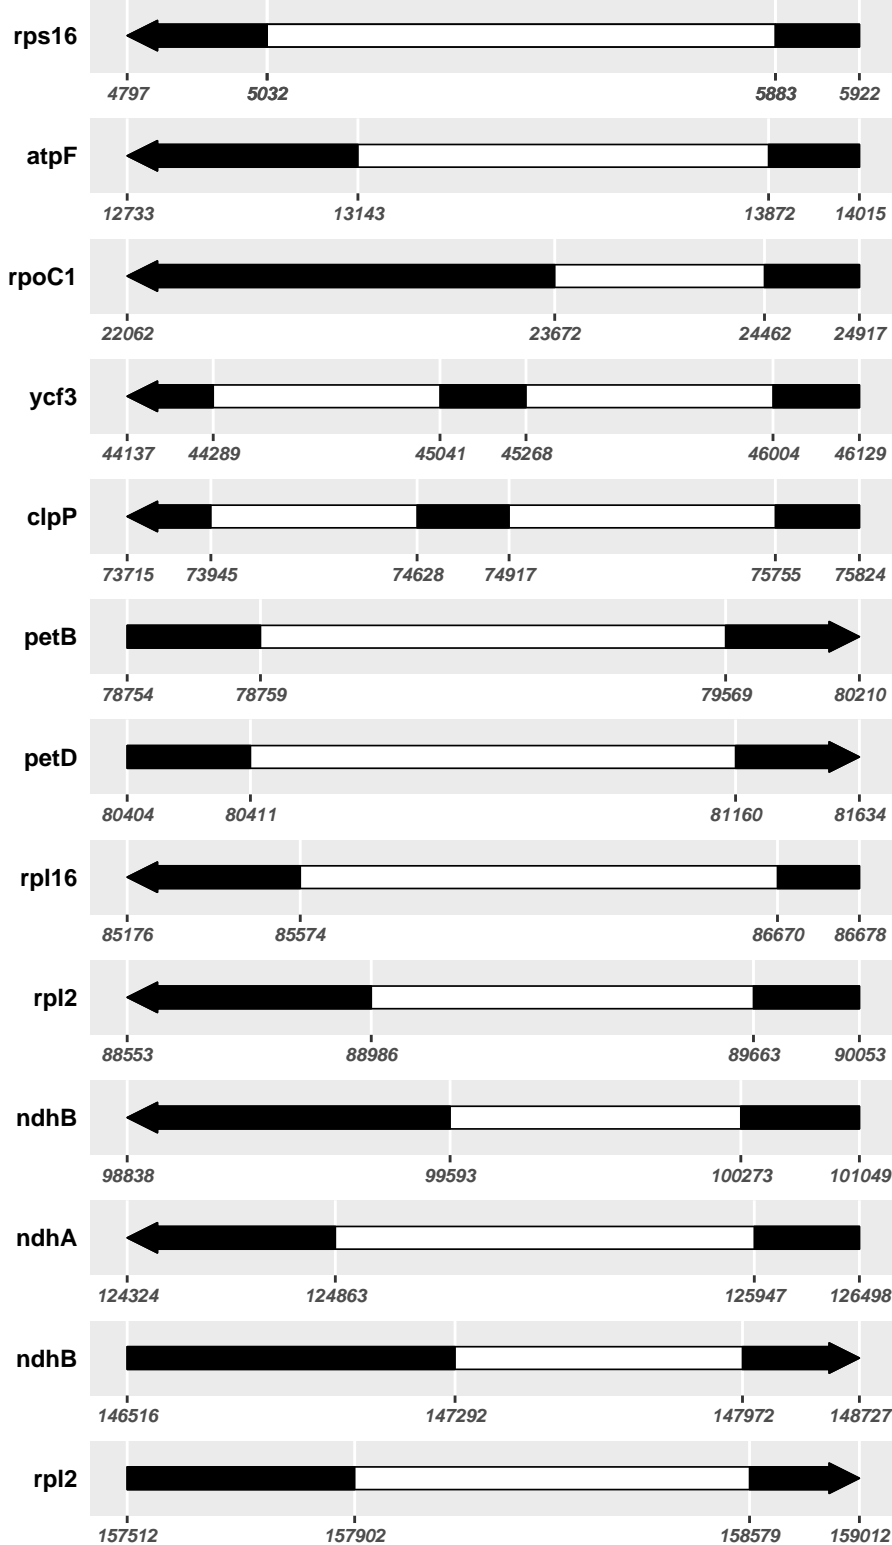 rps16
4797 5032 5883 5922
atpF
12733 13143 13872 14015
rpoC1
22062 23672 24462 24917
ycf3
44137 44289 45041 45268 46004 46129
clpP
73715 73945 74628 74917 75755 75824
petB
78754 78759 79569 80210
petD
80404 80411 81160 81634
rpl16
85176 85574 86670 86678
rpl2
88553 88986 89663 90053
ndhB
98838 99593 100273 101049
ndhA
124324 124863 125947 126498
ndhB
146516 147292 147972 148727
rpl2
157512 157902 158579 159012